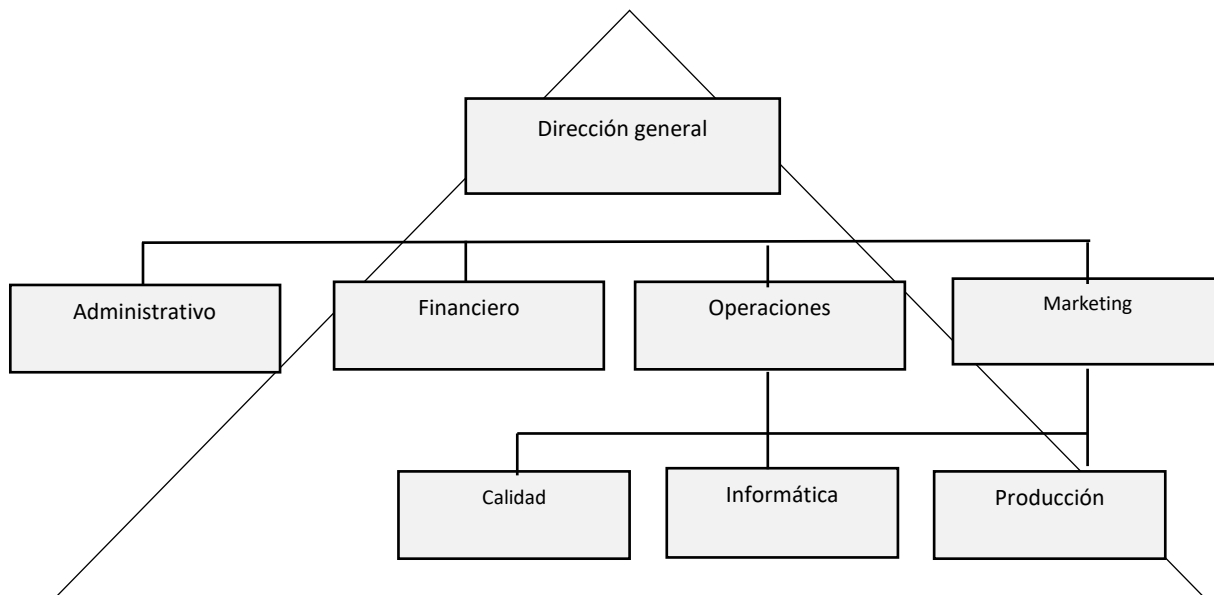 Dirección general
Administrativo
Financiero
Operaciones
Marketing
Calidad
Informática
Producción